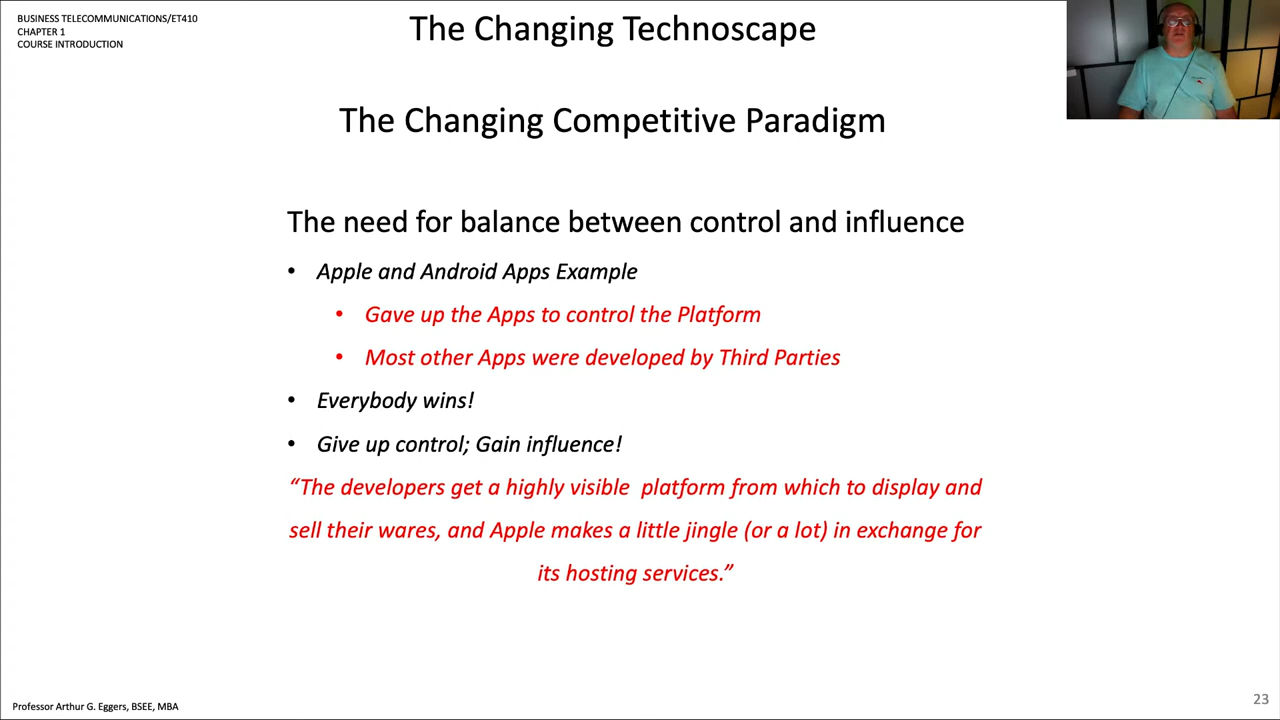 BUSINESS TELECOMMUNICATIONS/ET410
CHAPTER 1
COURSE INTRODUCTION
The Changing Technoscape
The Changing Competitive Paradigm
The need for balance between control and influence
• Apple and Android Apps Example
• Gave up the Apps to control the Platform
• Most other Apps were developed by Third Parties
• Everybody wins!
• Give up control; Gain influence!
“The developers get a highly visible platform from which to display and
sell their wares, and Apple makes a little jingle (or a lot) in exchange for
its hosting services.”
Professor Arthur G. Eggers, BSEE, MBA
23